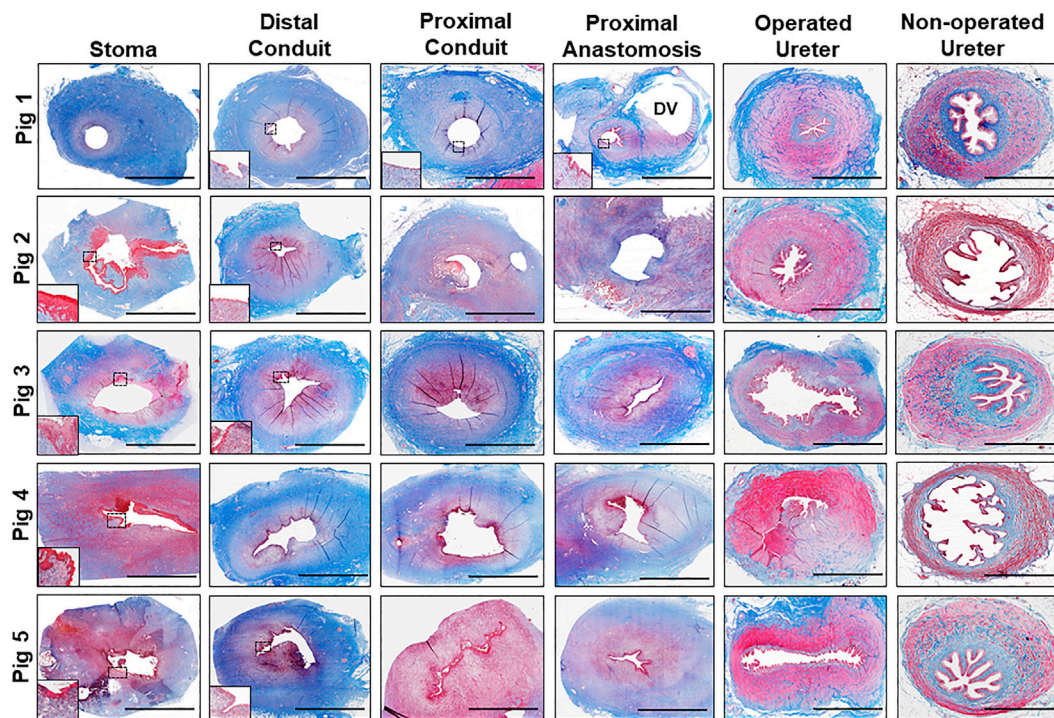 Stoma
Distal
Conduit
Proximal
Conduit
Proximal
Anastomosis
Operated
Ureter
Non-operated
Ureter
Pig 1
DV
Pig 2
Pig 3
Pig 4
Pig 5